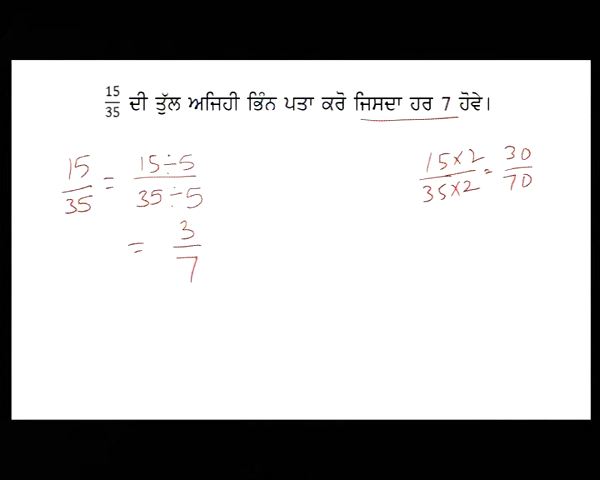 15/35 ਦੀ ਤੁੱਲ ਅਜਿਹੀ ਭਿੰਨ ਪਤਾ ਕਰੋ ਜਿਸਦਾ ਹਰ 7 ਹੋਵੇ।
15/35 = 15÷5/35÷5
= 3/7
15×2/35×2 = 30/70